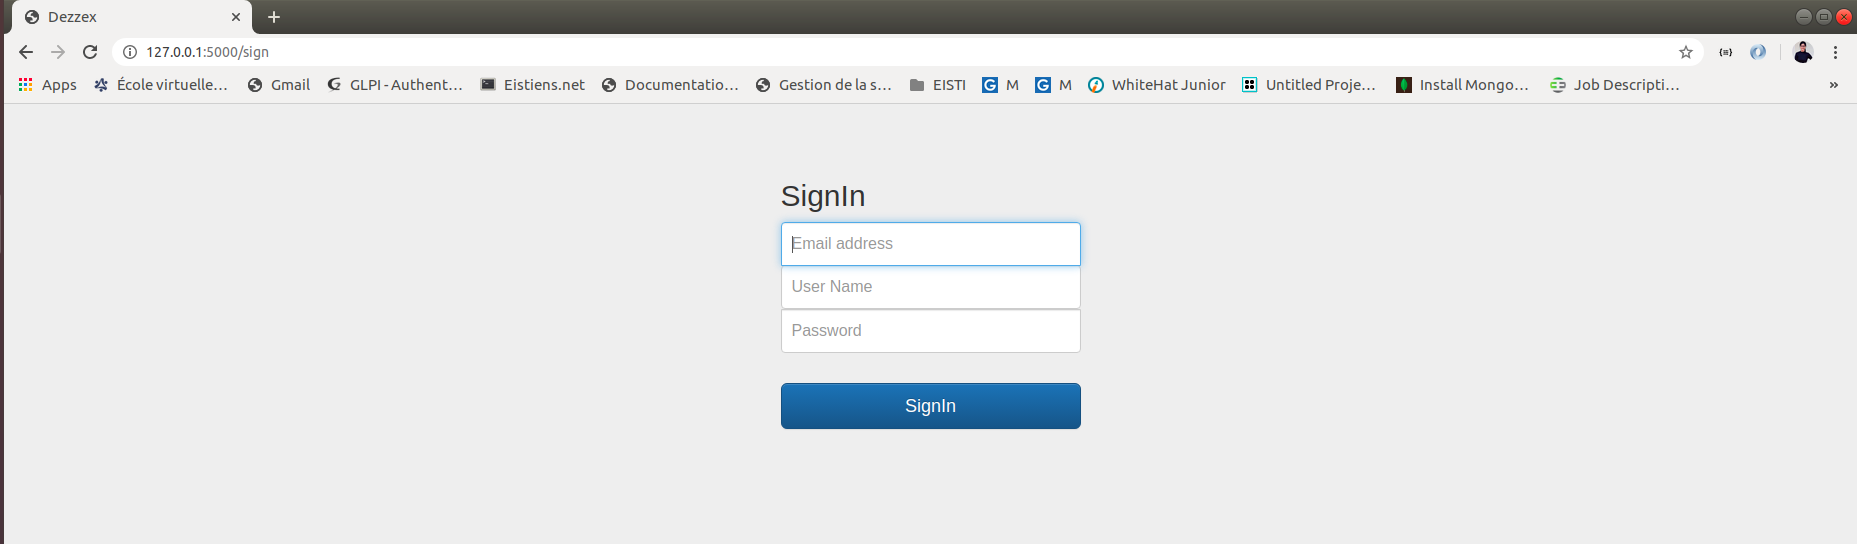 Dezzex
127.0.0.1:5000/sign
Apps École virtuelle... Gmail GLPI - Authent... Eistiens.net Documentatio... Gestion de la s... EISTI M M WhiteHat Junior Untitled Proje... Install Mongo... Job Descripti... »
SignIn
Email address
User Name
Password
SignIn